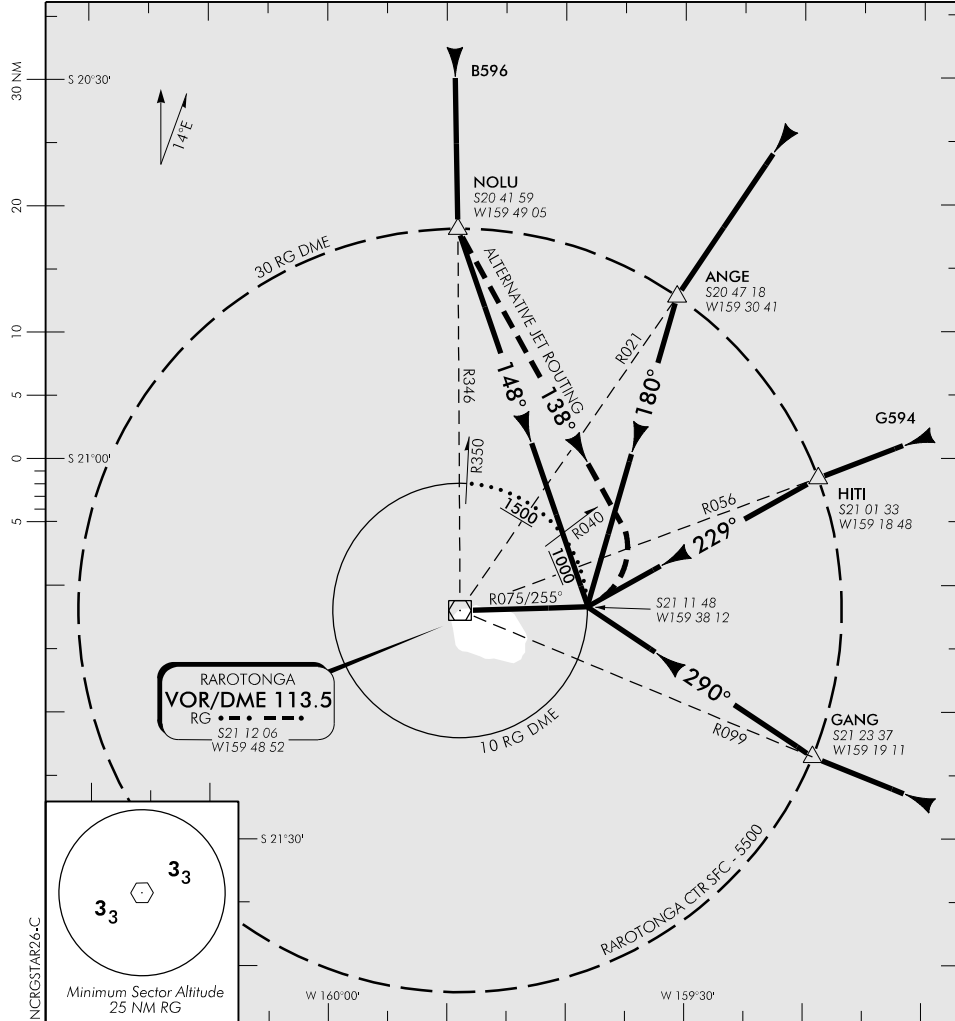 30 NM
S 20°30'
B596
14°E
NOLU
S20 41 59
W159 49 05
20
30 RG DME
ALTERNATIVE JET ROUTING
ANGE
S20 47 18
W159 30 41
10
R021
R346
148°
138°
180°
5
G594
R350
0
S 21°00'
HITI
S21 01 33
W159 18 48
R056
1500
R040
229°
5
1000
R075/255°
S21 11 48
W159 38 12
RAROTONGA
VOR/DME 113.5
RG
S21 12 06
W159 48 52
290°
GANG
S21 23 37
W159 19 11
R099
10 RG DME
S 21°30'
RAROTONGA CTR SFC - 5500
33
33
Minimum Sector Altitude
25 NM RG
W 160°00'
W 159°30'
NCRGSTAR26-C